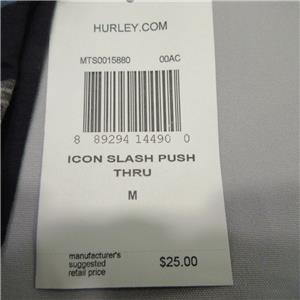 HURLEY.COM
MTS0015880 00AC
8 89294 14490 0
ICON SLASH PUSH
THRU
M
manufacturer's
suggested
retail price $25.00